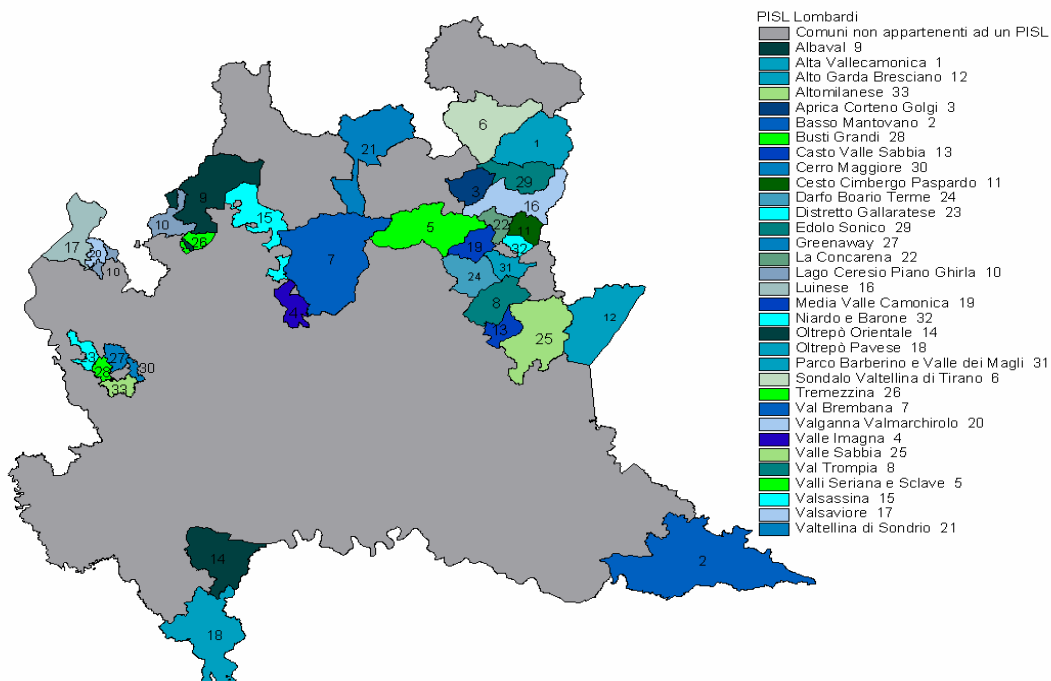 PISL Lombardi
Comuni non appartenenti ad un PISL
Albaval 9
Alta Vallecamonica 1
Alto Garda Bresciano 12
Altomilanese 33
Aprica Corteno Golgi 3
Basso Mantovano 2
Busti Grandi 28
Casto Valle Sabbia 13
Cerro Maggiore 30
Cesto Cimbergo Paspardo 11
Darfo Boario Terme 24
Distretto Gallaratese 23
Edolo Sonico 29
Greenaway 27
La Concarena 22
Lago Ceresio Piano Ghirla 10
Luinese 16
Media Valle Camonica 19
Niardo e Barone 32
Oltrepò Orientale 14
Oltrepò Pavese 18
Parco Barberino e Valle dei Magli 31
Sondalo Valtellina di Tirano 6
Tremezzina 26
Val Brembana 7
Valganna Valmarchirolo 20
Valle Imagna 4
Valle Sabbia 25
Val Trompia 8
Valli Seriana e Sclave 5
Valsassina 15
Valsaviore 17
Valtellina di Sondrio 21
6
1
21
29
3
9
16
15
10
22
5
11
26
17
19
32
20
7
31
10
24
8
4
12
13
25
23
27
30
28
33
14
2
18